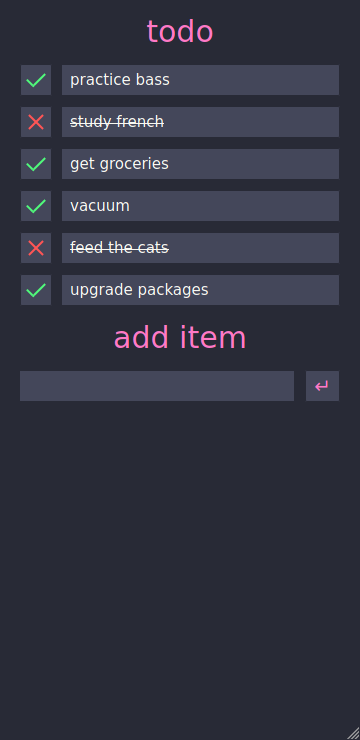 todo
practice bass
study french
get groceries
vacuum
feed the cats
upgrade packages
add item